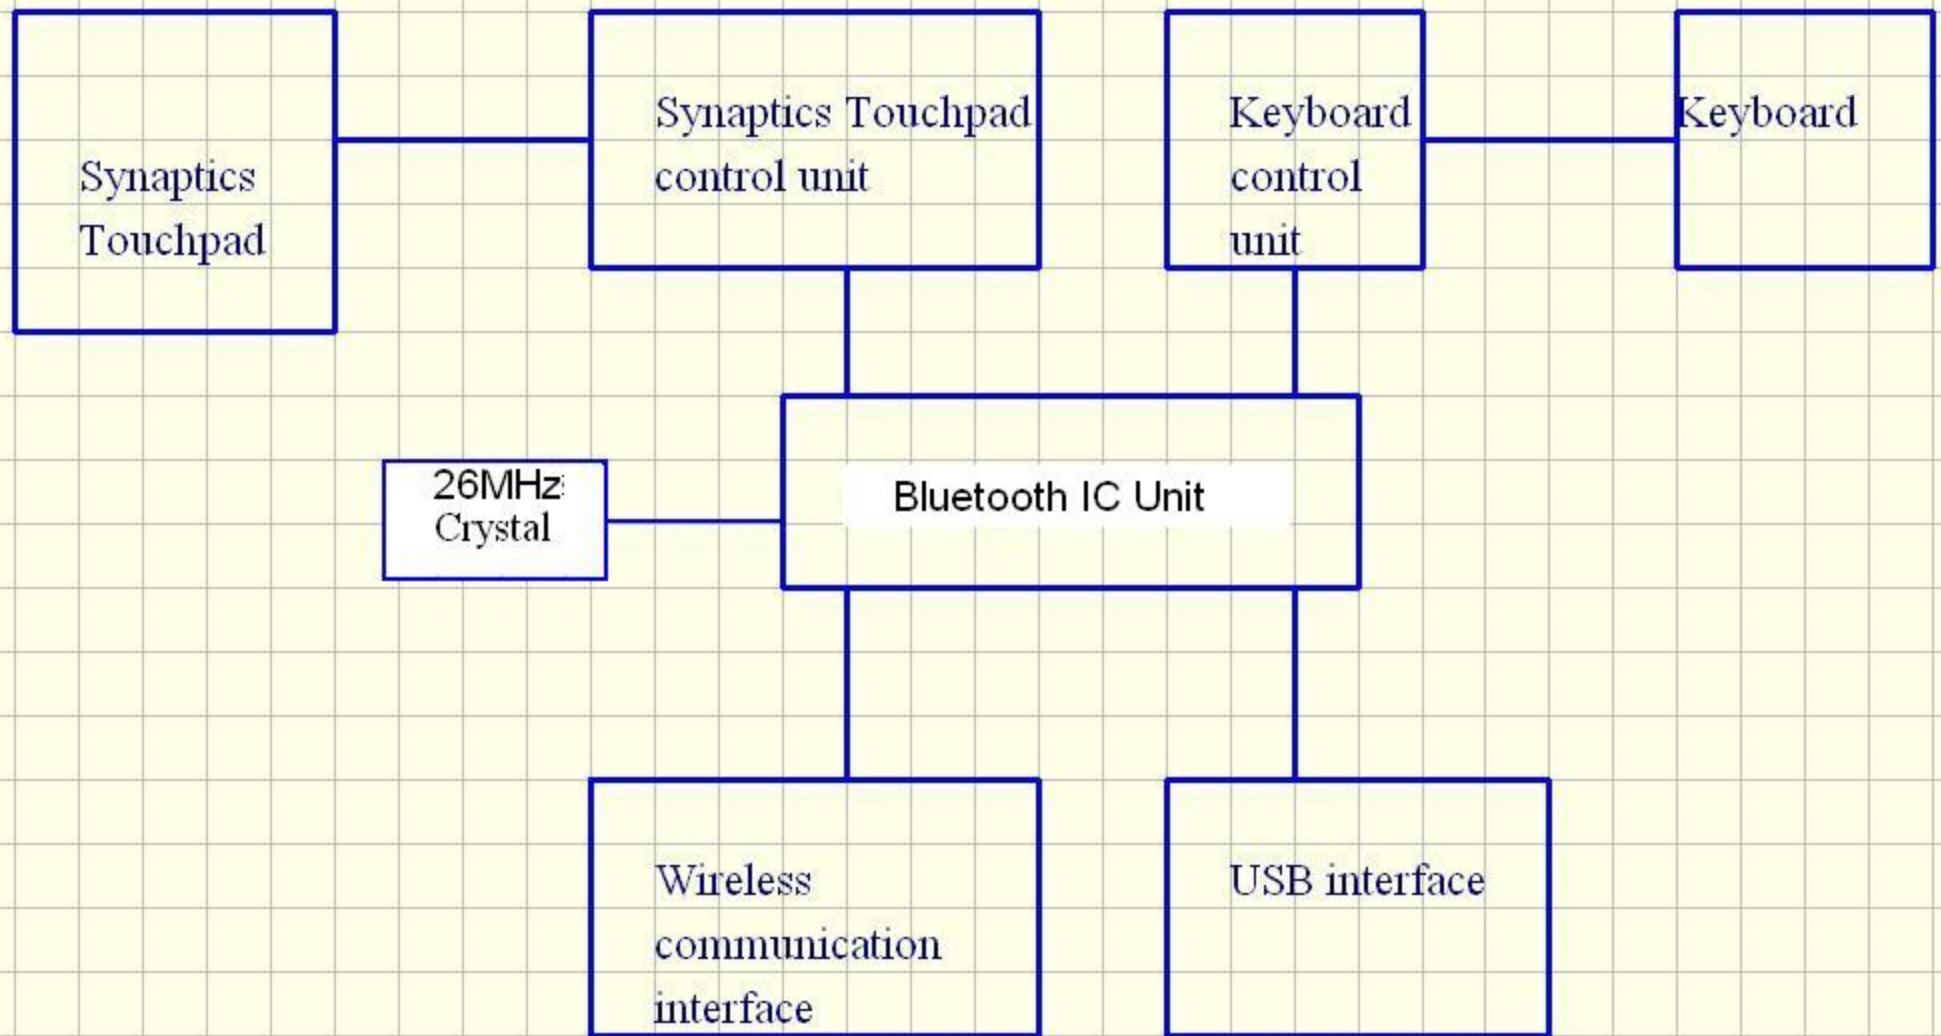 Synaptics
Touchpad
Synaptics Touchpad
control unit
Keyboard
control
unit
Keyboard
26MHz
Crystal
Bluetooth IC Unit
Wireless
communication
interface
USB interface